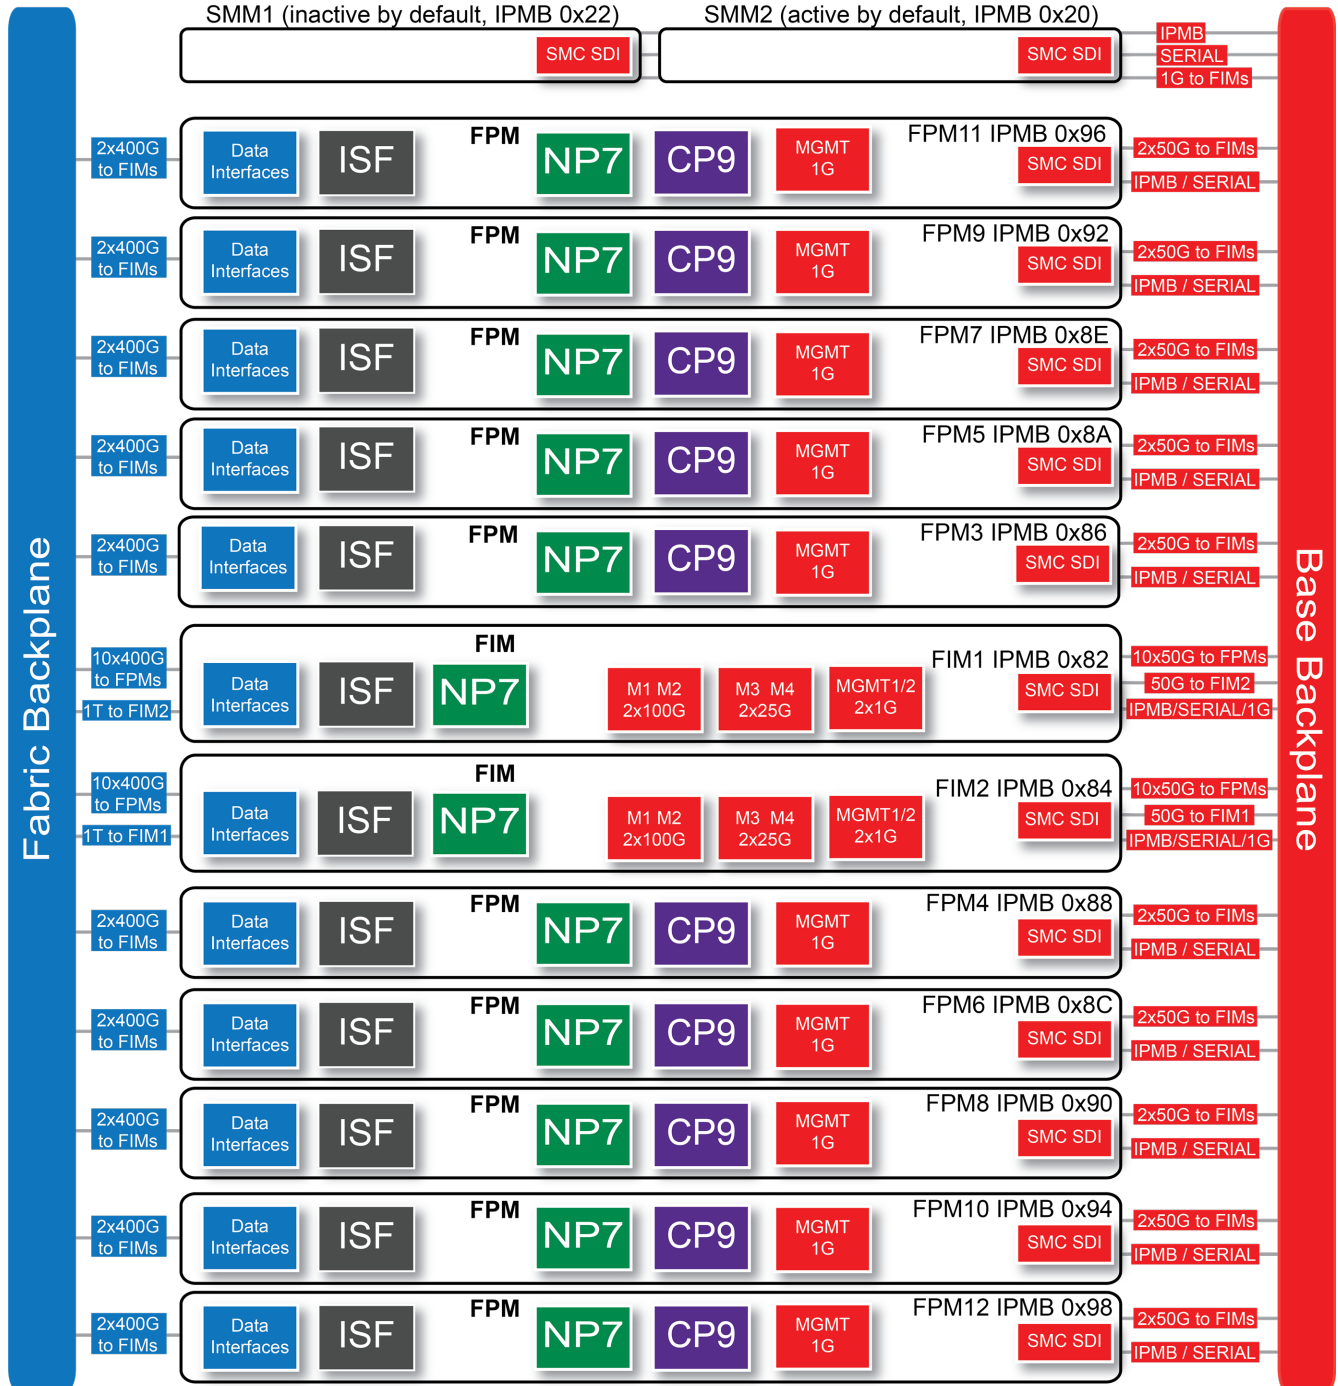 SMM1 (inactive by default, IPMB 0x22)
SMM2 (active by default, IPMB 0x20)
SMC SDI
SMC SDI
IPMB
SERIAL
1G to FIMs
Fabric Backplane
Base Backplane
2x400G
to FIMs
Data
Interfaces
ISF
FPM
NP7
CP9
MGMT
1G
FPM11 IPMB 0x96
SMC SDI
2x50G to FIMs
IPMB / SERIAL
2x400G
to FIMs
Data
Interfaces
ISF
FPM
NP7
CP9
MGMT
1G
FPM9 IPMB 0x92
SMC SDI
2x50G to FIMs
IPMB / SERIAL
2x400G
to FIMs
Data
Interfaces
ISF
FPM
NP7
CP9
MGMT
1G
FPM7 IPMB 0x8E
SMC SDI
2x50G to FIMs
IPMB / SERIAL
2x400G
to FIMs
Data
Interfaces
ISF
FPM
NP7
CP9
MGMT
1G
FPM5 IPMB 0x8A
SMC SDI
2x50G to FIMs
IPMB / SERIAL
2x400G
to FIMs
Data
Interfaces
ISF
FPM
NP7
CP9
MGMT
1G
FPM3 IPMB 0x86
SMC SDI
2x50G to FIMs
IPMB / SERIAL
10x400G
to FPMs
1T to FIM2
Data
Interfaces
ISF
FIM
NP7
M1 M2
2x100G
M3 M4
2x25G
MGMT1/2
2x1G
FIM1 IPMB 0x82
SMC SDI
10x50G to FPMs
50G to FIM2
IPMB/SERIAL/1G
10x400G
to FPMs
1T to FIM1
Data
Interfaces
ISF
FIM
NP7
M1 M2
2x100G
M3 M4
2x25G
MGMT1/2
2x1G
FIM2 IPMB 0x84
SMC SDI
10x50G to FPMs
50G to FIM1
IPMB/SERIAL/1G
2x400G
to FIMs
Data
Interfaces
ISF
FPM
NP7
CP9
MGMT
1G
FPM4 IPMB 0x88
SMC SDI
2x50G to FIMs
IPMB / SERIAL
2x400G
to FIMs
Data
Interfaces
ISF
FPM
NP7
CP9
MGMT
1G
FPM6 IPMB 0x8C
SMC SDI
2x50G to FIMs
IPMB / SERIAL
2x400G
to FIMs
Data
Interfaces
ISF
FPM
NP7
CP9
MGMT
1G
FPM8 IPMB 0x90
SMC SDI
2x50G to FIMs
IPMB / SERIAL
2x400G
to FIMs
Data
Interfaces
ISF
FPM
NP7
CP9
MGMT
1G
FPM10 IPMB 0x94
SMC SDI
2x50G to FIMs
IPMB / SERIAL
2x400G
to FIMs
Data
Interfaces
ISF
FPM
NP7
CP9
MGMT
1G
FPM12 IPMB 0x98
SMC SDI
2x50G to FIMs
IPMB / SERIAL